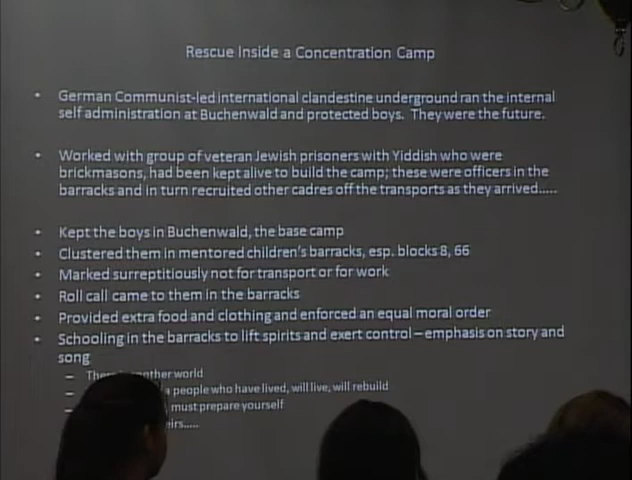 Rescue Inside a Concentration Camp
• German Communist-led international clandestine underground ran the internal
self administration at Buchenwald and protected boys. They were the future.
• Worked with group of veteran Jewish prisoners with Yiddish who were
brickmasons, had been kept alive to build the camp; these were officers in the
barracks and in turn recruited other cadres off the transports as they arrived.....
• Kept the boys in Buchenwald, the base camp
• Clustered them in mentored children's barracks, esp. blocks 8, 66
• Marked surreptitiously not for transport or for work
• Roll call came to them in the barracks
• Provided extra food and clothing and enforced an equal moral order
• Schooling in the barracks to lift spirits and exert control – emphasis on story and
song
– world
– a people who have lived, will live, will rebuild
– must prepare yourself